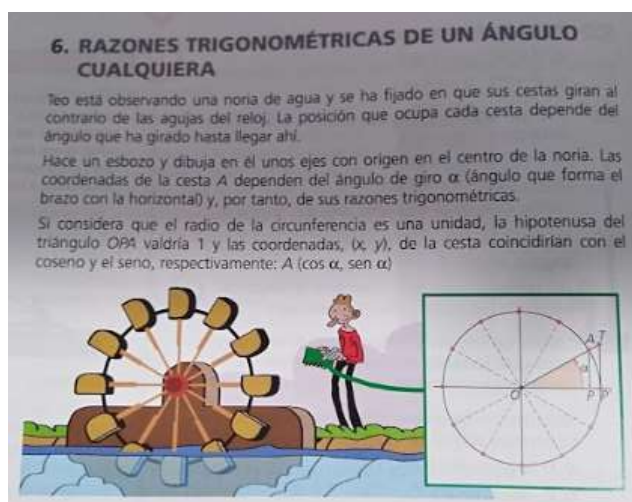 6. RAZONES TRIGONOMÉTRICAS DE UN ÁNGULO
CUALQUIERA
Teo está observando una noria de agua y se ha fijado en que sus cestas giran al
contrario de las agujas del reloj. La posición que ocupa cada cesta depende del
ángulo que ha girado hasta llegar ahí.
Hace un esbozo y dibuja en él unos ejes con origen en el centro de la noria. Las
coordenadas de la cesta A dependen del ángulo de giro α (ángulo que forma el
brazo con la horizontal) y, por tanto, de sus razones trigonométricas.
Si considera que el radio de la circunferencia es una unidad, la hipotenusa del
triángulo OPA valdría 1 y las coordenadas, (x, y), de la cesta coincidirían con el
coseno y el seno, respectivamente: A (cos α, sen α)
A T
α
O P P'